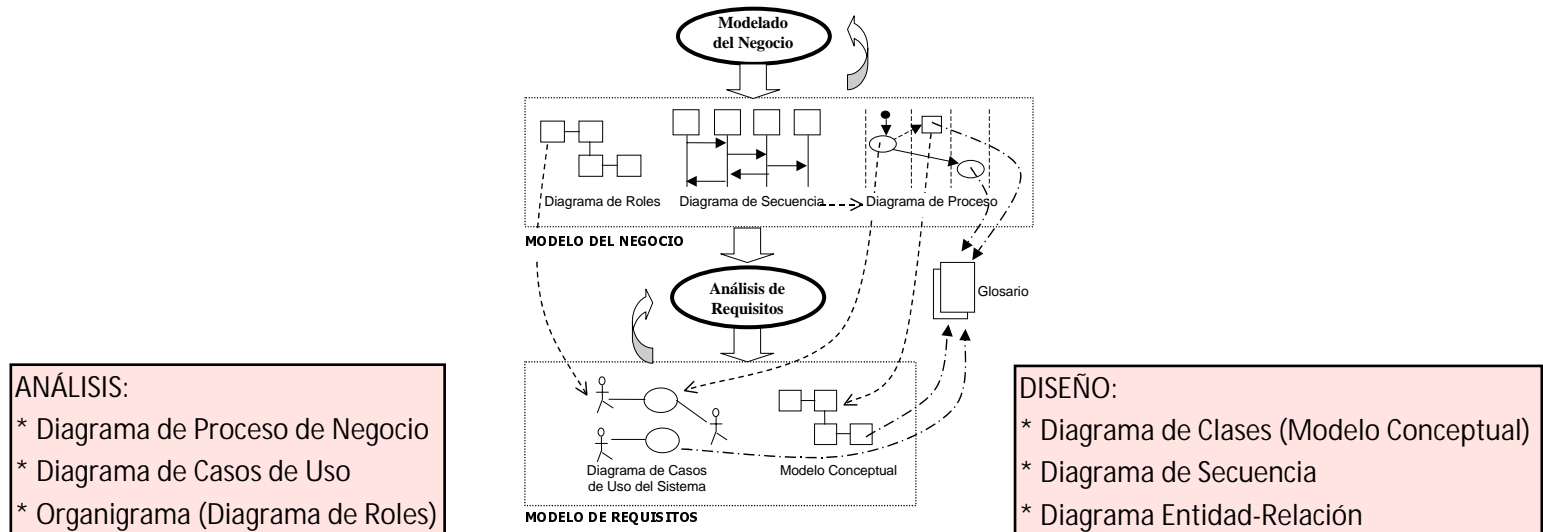 Modelado
del Negocio
Diagrama de Roles
Diagrama de Secuencia
Diagrama de Proceso
MODELO DEL NEGOCIO
Análisis de
Requisitos
Glosario
Diagrama de Casos
de Uso del Sistema
Modelo Conceptual
MODELO DE REQUISITOS
ANÁLISIS:
* Diagrama de Proceso de Negocio
* Diagrama de Casos de Uso
* Organigrama (Diagrama de Roles)
DISEÑO:
* Diagrama de Clases (Modelo Conceptual)
* Diagrama de Secuencia
* Diagrama Entidad-Relación